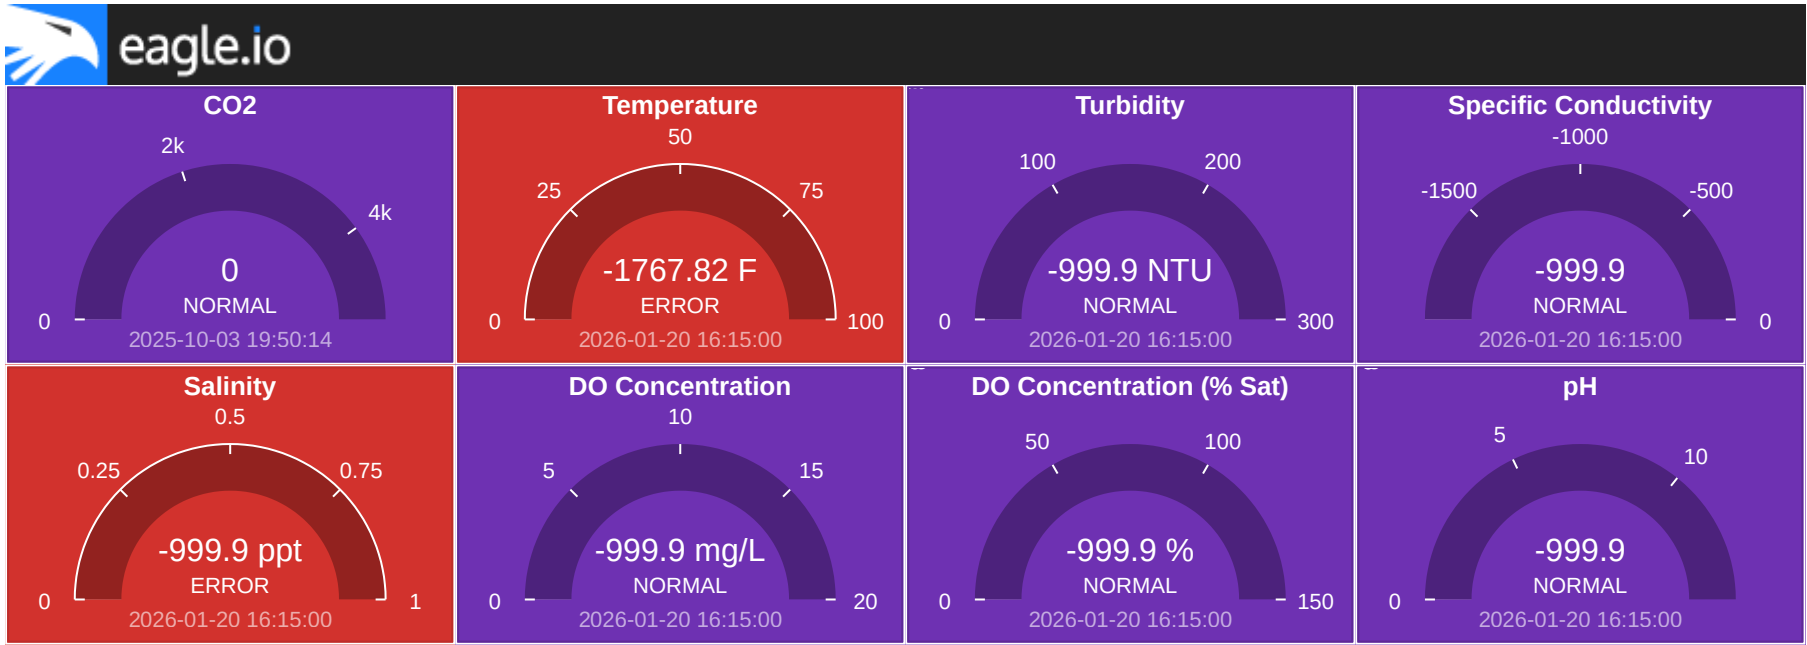 eagle.io
CO2
2k
4k
0
0
NORMAL
2025-10-03 19:50:14
Temperature
50
25
75
-1767.82 F
ERROR
0
100
2026-01-20 16:15:00
Turbidity
100
200
-999.9 NTU
NORMAL
0
300
2026-01-20 16:15:00
Specific Conductivity
-1000
-1500
-500
-999.9
NORMAL
0
2026-01-20 16:15:00
Salinity
0.5
0.25
0.75
-999.9 ppt
ERROR
0
1
2026-01-20 16:15:00
DO Concentration
10
5
15
-999.9 mg/L
NORMAL
0
20
2026-01-20 16:15:00
DO Concentration (% Sat)
50
100
-999.9 %
NORMAL
0
150
2026-01-20 16:15:00
pH
5
10
-999.9
NORMAL
0
2026-01-20 16:15:00